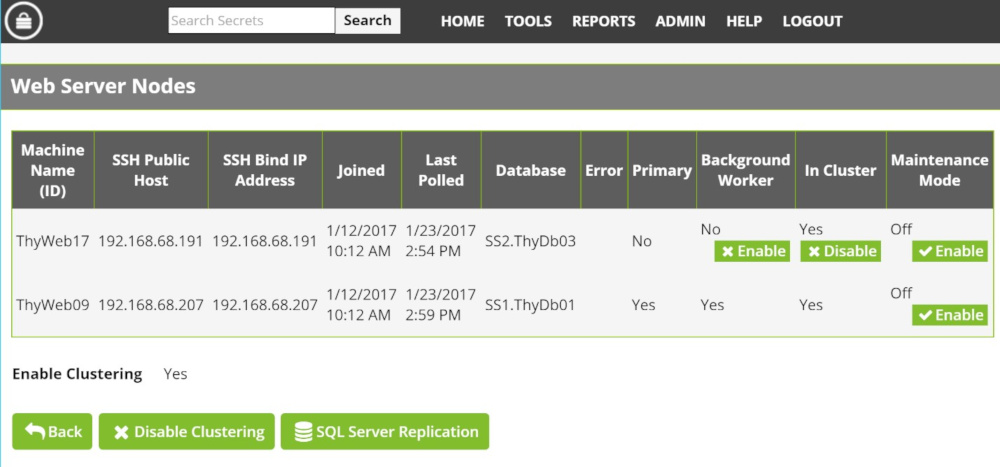 Search Secrets Search HOME TOOLS REPORTS ADMIN HELP LOGOUT
Web Server Nodes
Machine Name (ID) SSH Public Host SSH Bind IP Address Joined Last Polled Database Error Primary Background Worker In Cluster Maintenance Mode
ThyWeb17 192.168.68.191 192.168.68.191 1/12/2017 10:12 AM 1/23/2017 2:54 PM SS2.ThyDb03 No No Enable Yes Disable Off Enable
ThyWeb09 192.168.68.207 192.168.68.207 1/12/2017 10:12 AM 1/23/2017 2:59 PM SS1.ThyDb01 Yes Yes Yes Off Enable
Enable Clustering Yes
Back Disable Clustering SQL Server Replication